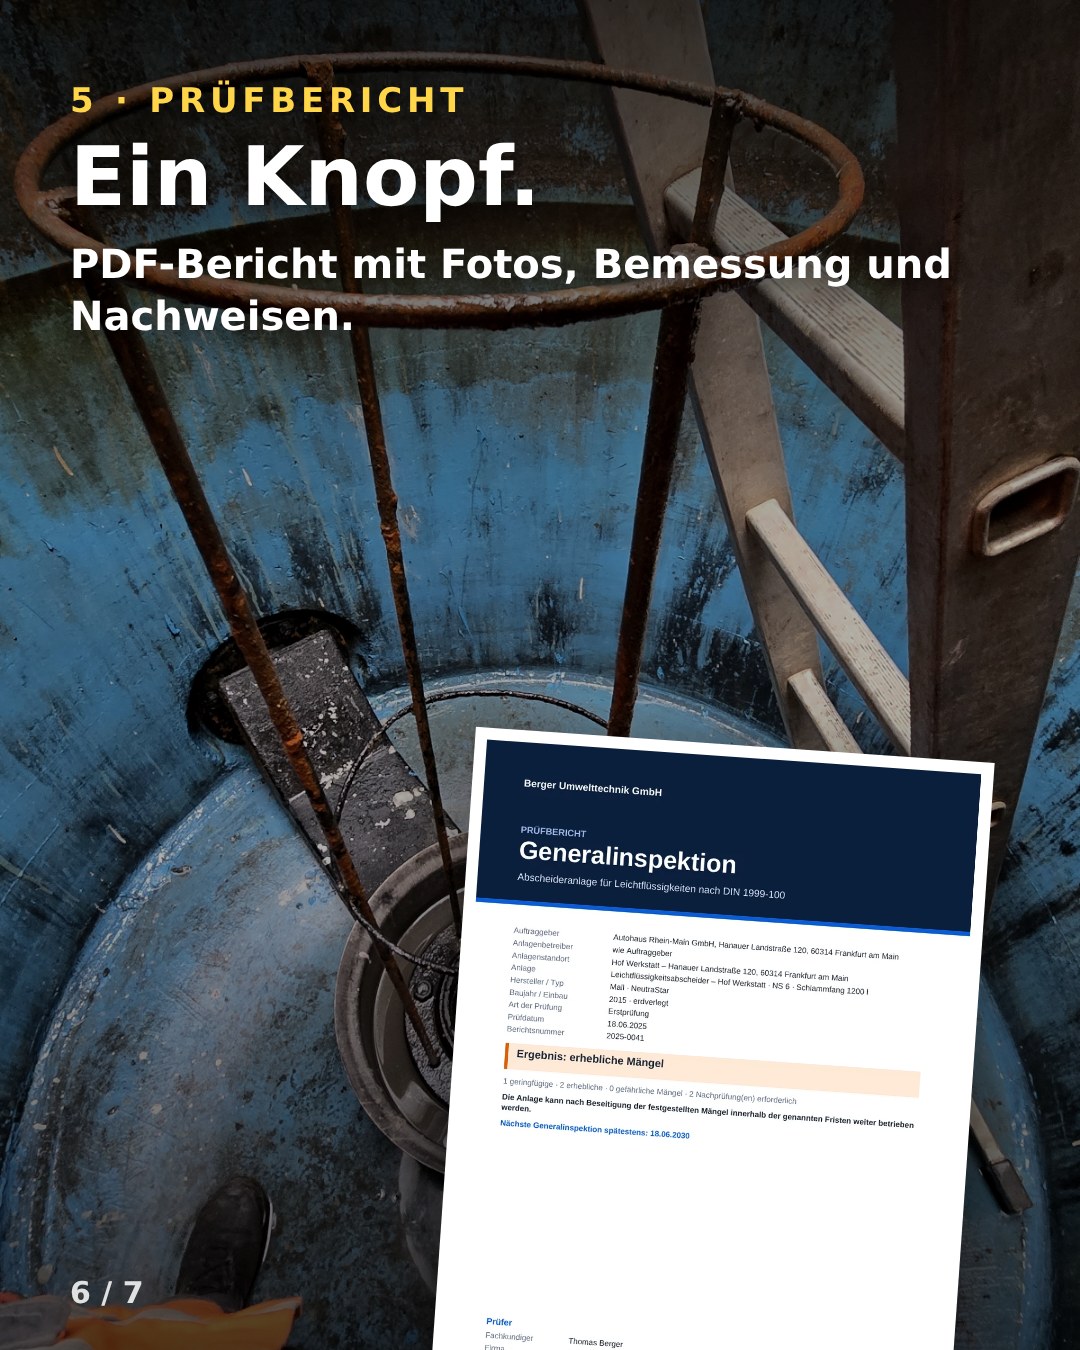 5 · PRÜFBERICHT
Ein Knopf.
PDF-Bericht mit Fotos, Bemessung und
Nachweisen.
Berger Umwelttechnik GmbH
PRÜFBERICHT
Generalinspektion
Abscheideranlage für Leichtflüssigkeiten nach DIN 1999-100
Auftraggeber Autohaus Rhein-Main GmbH, Hanauer Landstraße 120, 60314 Frankfurt am Main
Anlagenbetreiber wie Auftraggeber
Anlagenstandort Hof Werkstatt – Hanauer Landstraße 120, 60314 Frankfurt am Main
Anlage Leichtflüssigkeitsabscheider – Hof Werkstatt · NS 6 · Schlammfang 1200 l
Hersteller / Typ Mall · NeutraStar
Baujahr / Einbau 2015 · erdverlegt
Art der Prüfung Erstprüfung
Prüfdatum 18.06.2025
Berichtsnummer 2025-0041
Ergebnis: erhebliche Mängel
1 geringfügige · 2 erhebliche · 0 gefährliche Mängel · 2 Nachprüfung(en) erforderlich
Die Anlage kann nach Beseitigung der festgestellten Mängel innerhalb der genannten Fristen weiter betrieben
werden.
Nächste Generalinspektion spätestens: 18.06.2030
Prüfer
Fachkundiger Thomas Berger
Firma
6 / 7